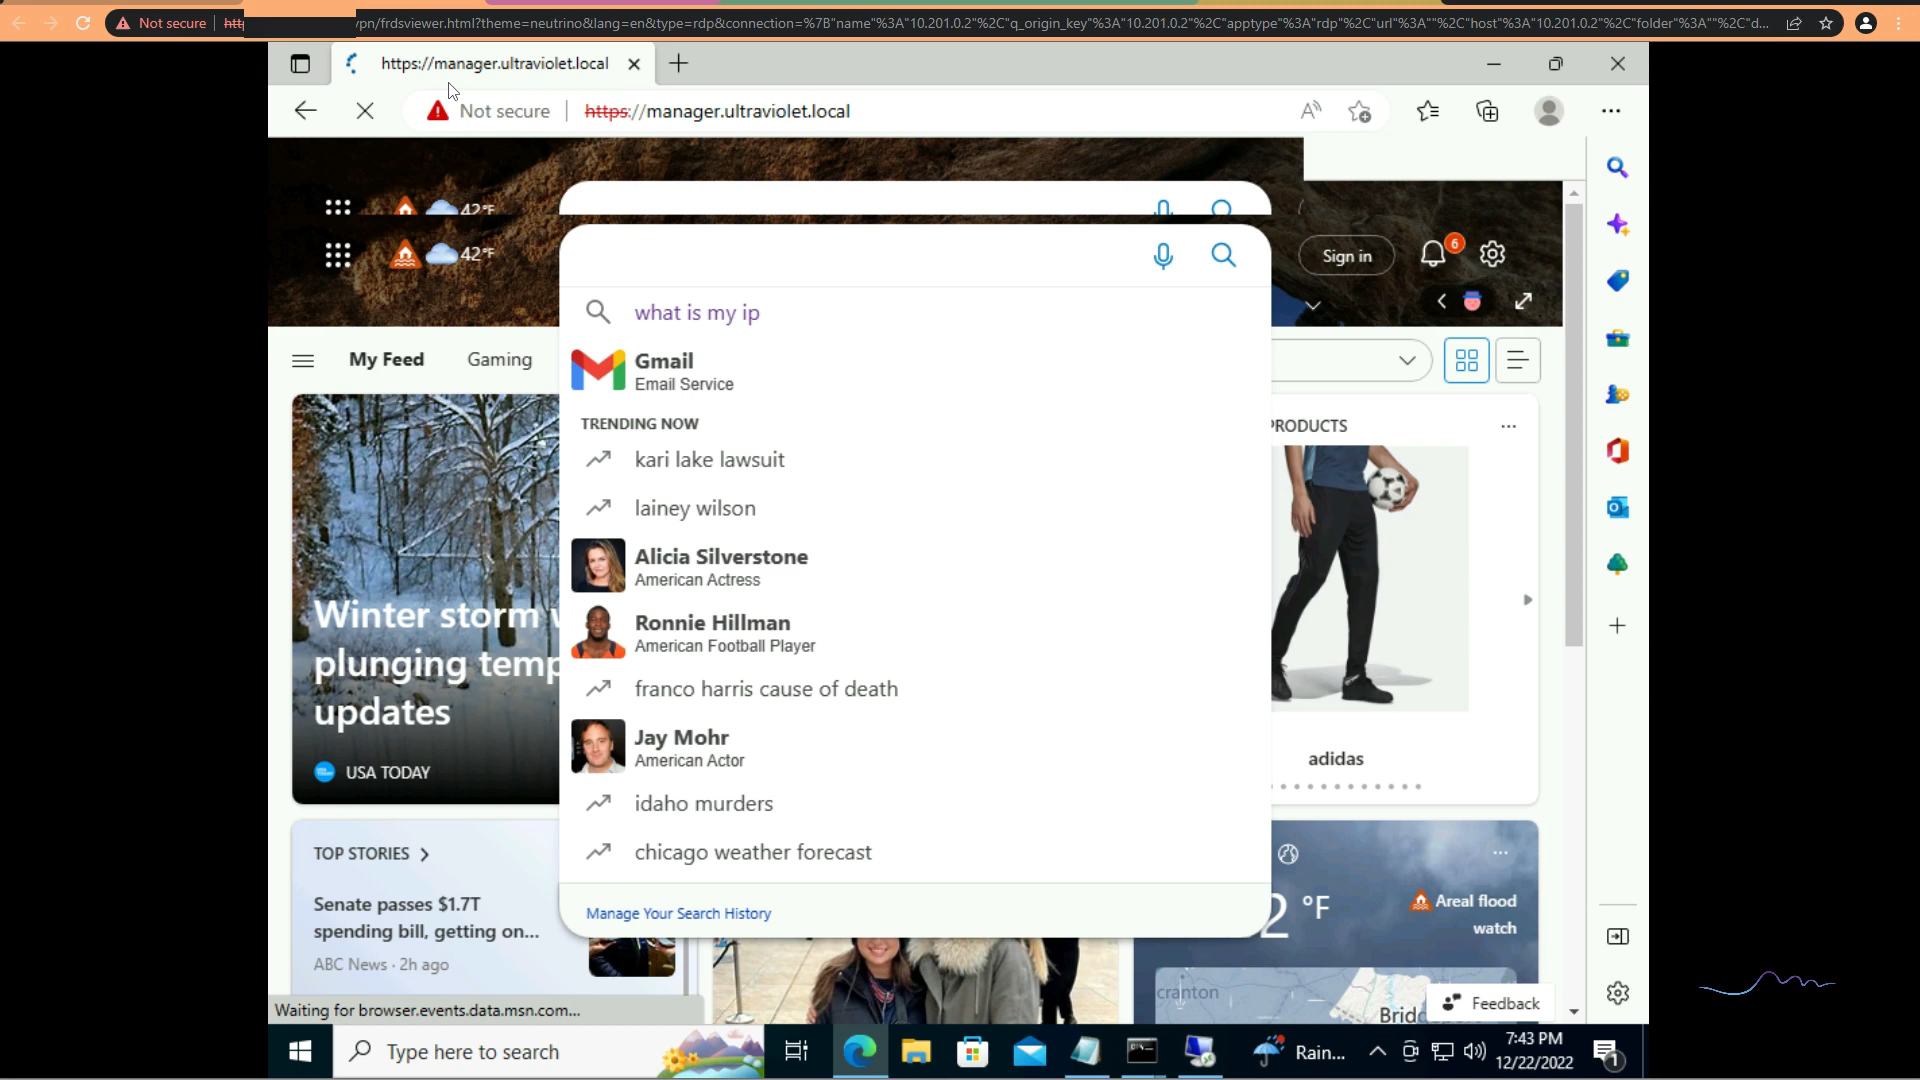 Not secure
/pn/frdsviewer.html?theme=neutrino&lang=en&type=rdp&connection=%7B"name"%3A"10.201.0.2"%2C"q_origin_key"%3A"10.201.0.2"%2C"apptype"%3A"rdp"%2C"url"%3A""%2C"host"%3A"10.201.0.2"%2C"folder"%3A""%2C"d...
https://manager.ultraviolet.local
Not secure
https://manager.ultraviolet.local
42°F
42°F
Sign in
6
what is my ip
Gmail
Email Service
My Feed
Gaming
TRENDING NOW
kari lake lawsuit
lainey wilson
Alicia Silverstone
American Actress
Ronnie Hillman
American Football Player
franco harris cause of death
Jay Mohr
American Actor
idaho murders
chicago weather forecast
Manage Your Search History
Winter storm
plunging temp
updates
USA TODAY
PRODUCTS
adidas
TOP STORIES
Senate passes $1.7T
spending bill, getting on...
ABC News · 2h ago
2 °F
Areal flood
watch
cranton
Bridg
Feedback
Waiting for browser.events.data.msn.com...
Type here to search
Rain...
7:43 PM
12/22/2022
1